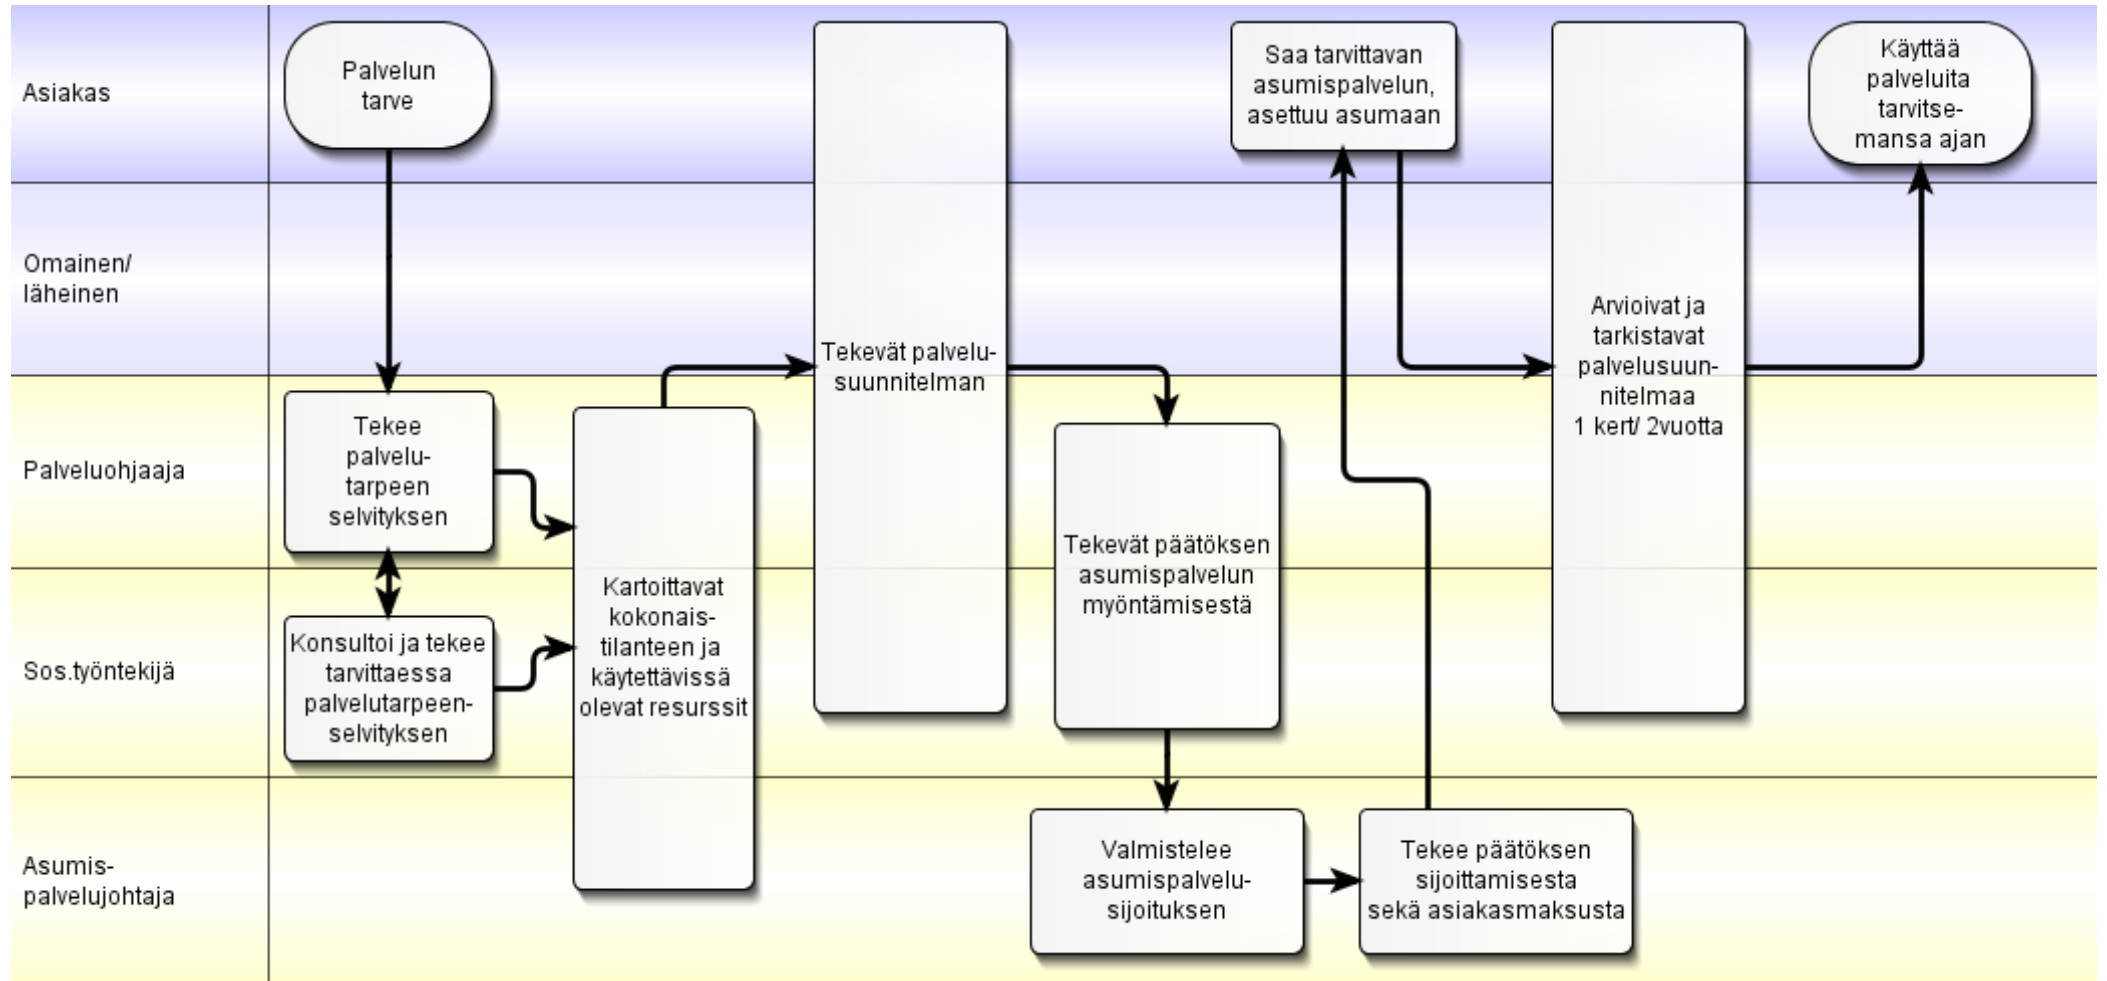 Asiakas
Palvelun
tarve
Saa tarvittavan
asumispalvelun,
asettuu asumaan
Käyttää
palveluita
tarvitse-
mansa ajan
Omainen/
läheinen
Tekevät palvelu-
suunnitelman
Arvioivat ja
tarkistavat
palvelusuun-
nitelmaa
1 kert/ 2vuotta
Palveluohjaaja
Tekee
palvelu-
tarpeen
selvityksen
Tekevät päätöksen
asumispalvelun
myöntämisestä
Sos.työntekijä
Konsultoi ja tekee
tarvittaessa
palvelutarpeen-
selvityksen
Kartoittavat
kokonais-
tilanteen ja
käytettävissä
olevat resurssit
Asumis-
palvelujohtaja
Valmistelee
asumispalvelu-
sijoituksen
Tekee päätöksen
sijoittamisesta
sekä asiakasmaksusta